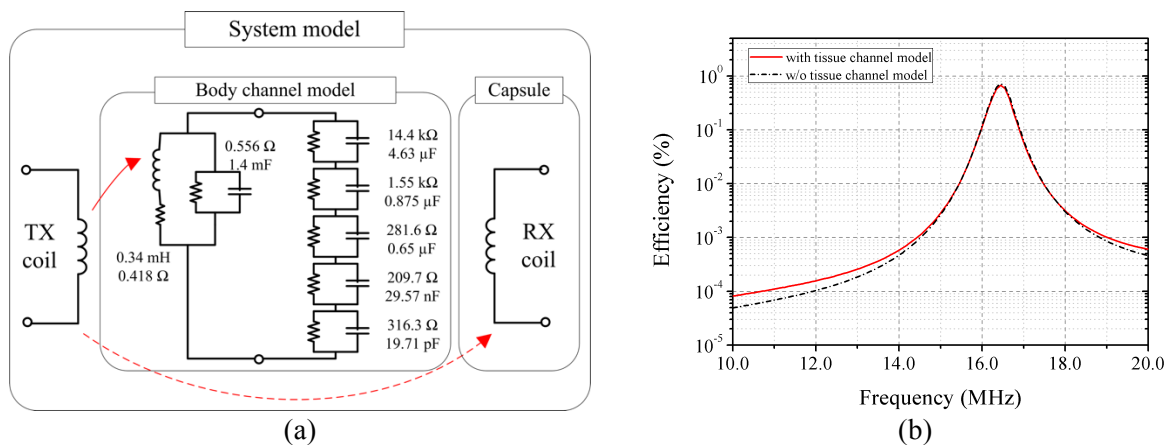 System model
Body channel model
Capsule
TX
coil
0.34 mH
0.418 Ω
0.556 Ω
1.4 mF
14.4 kΩ
4.63 µF
1.55 kΩ
0.875 µF
281.6 Ω
0.65 µF
209.7 Ω
29.57 nF
316.3 Ω
19.71 pF
RX
coil
(a)
with tissue channel model
w/o tissue channel model
Efficiency (%)
10⁰
10⁻¹
10⁻²
10⁻³
10⁻⁴
10⁻⁵
10.0 12.0 14.0 16.0 18.0 20.0
Frequency (MHz)
(b)